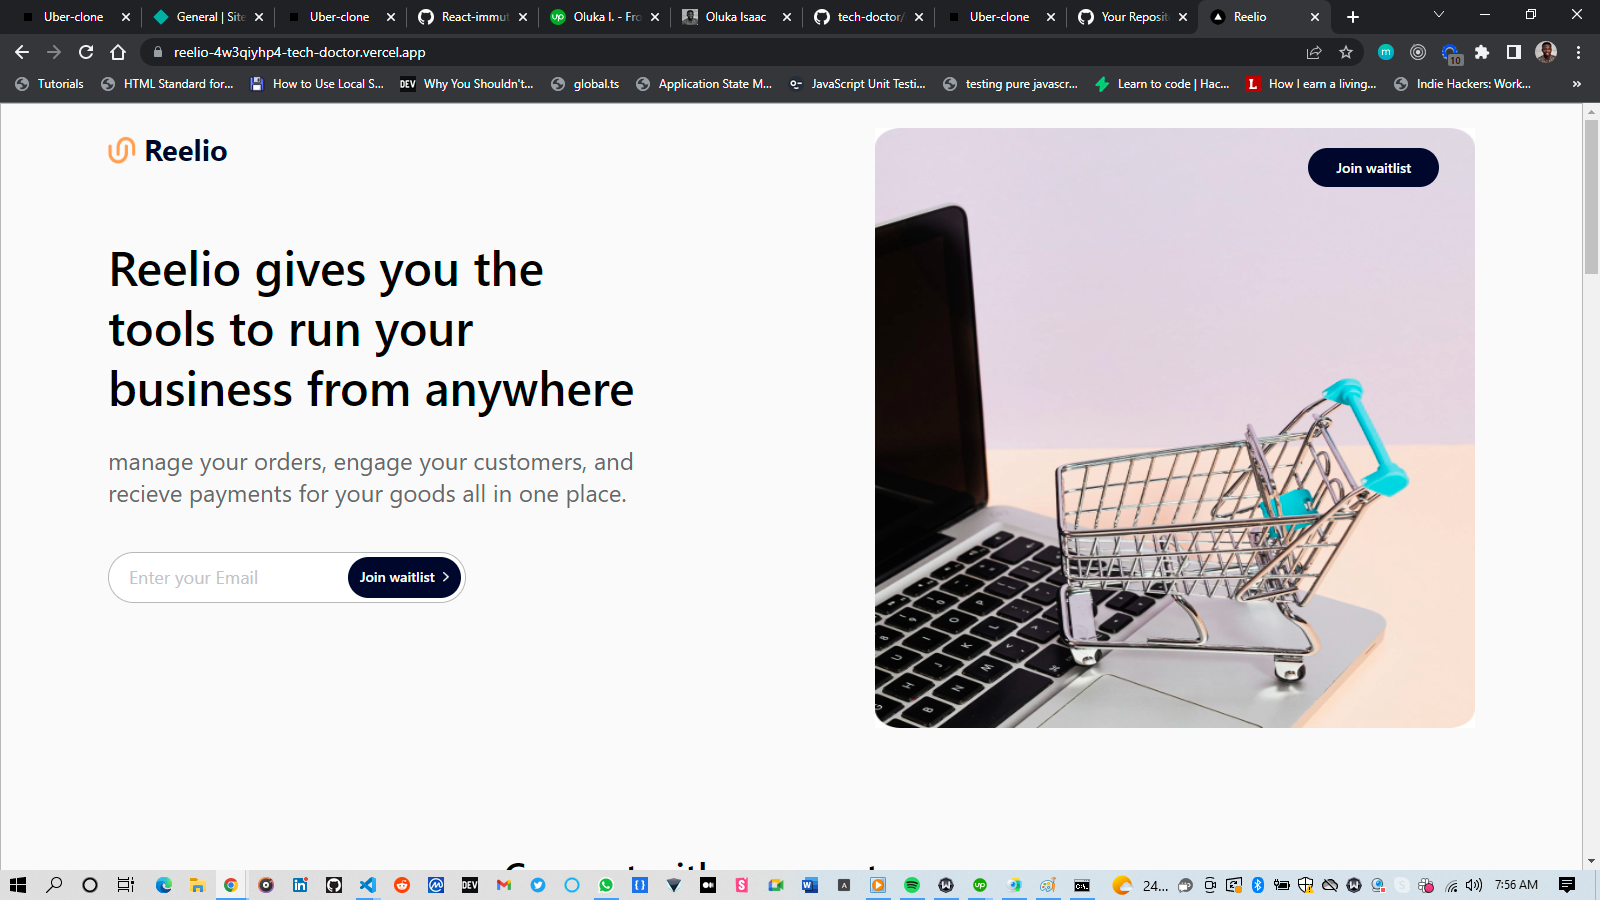 Uber-clone
General | Site
Uber-clone
React-immut
Oluka I. - Fro
Oluka Isaac
tech-doctor/
Uber-clone
Your Reposit
Reelio
reelio-4w3qiyhp4-tech-doctor.vercel.app
10
Tutorials
HTML Standard for...
How to Use Local S...
DEV
Why You Shouldn't...
global.ts
Application State M...
JavaScript Unit Testi...
testing pure javascr...
Learn to code | Hac...
L
How I earn a living...
Indie Hackers: Work...
»
Reelio
Join waitlist
Reelio gives you the
tools to run your
business from anywhere
manage your orders, engage your customers, and
recieve payments for your goods all in one place.
Enter your Email
Join waitlist >
24...
7:56 AM